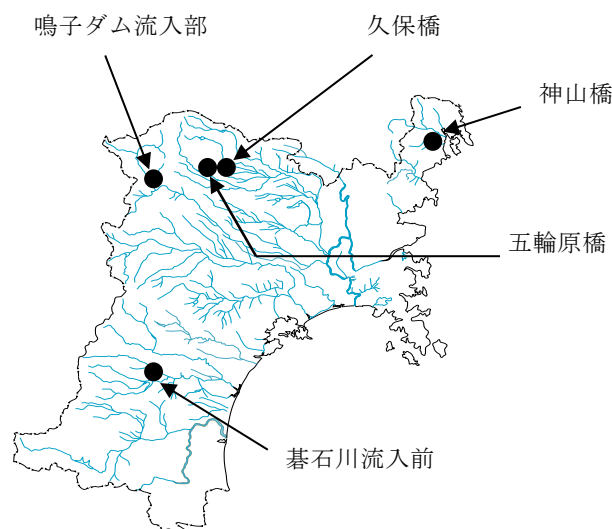 鳴子ダム流入部
久保橋
神山橋
五輪原橋
碁石川流入前